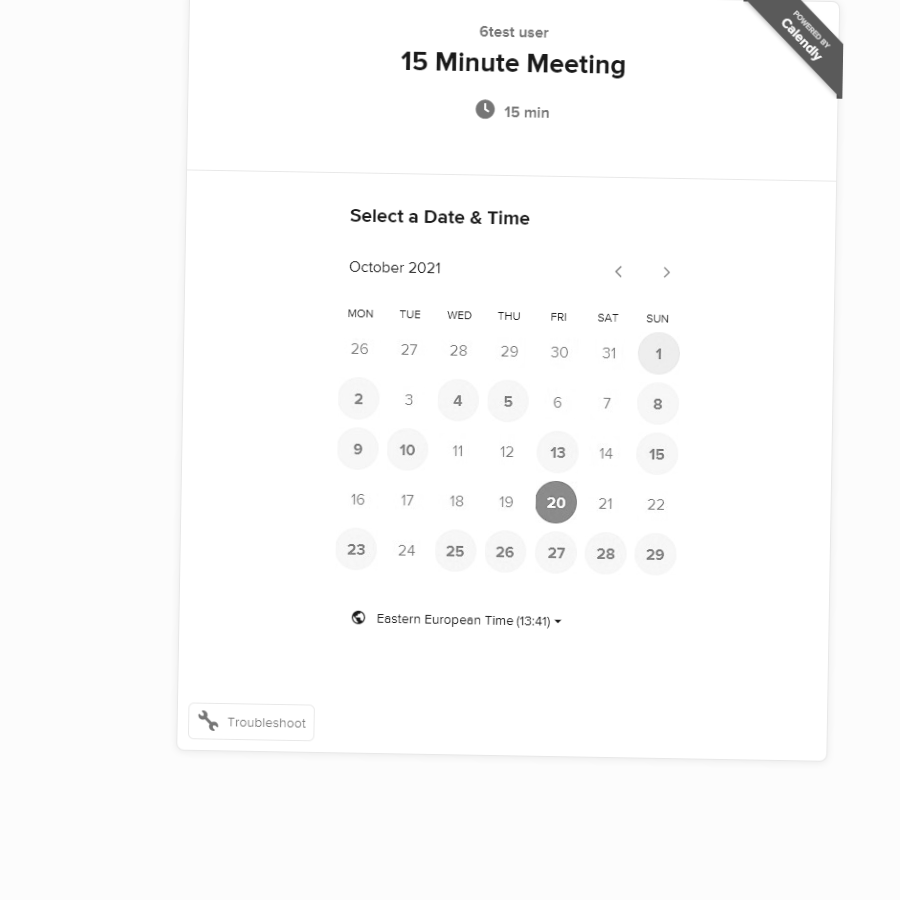 6test user
POWERED BY
Calendly
15 Minute Meeting
15 min
Select a Date & Time
October 2021
MON TUE WED THU FRI SAT SUN
26 27 28 29 30 31 1
2 3 4 5 6 7 8
9 10 11 12 13 14 15
16 17 18 19 20 21 22
23 24 25 26 27 28 29
Eastern European Time (13:41)
Troubleshoot